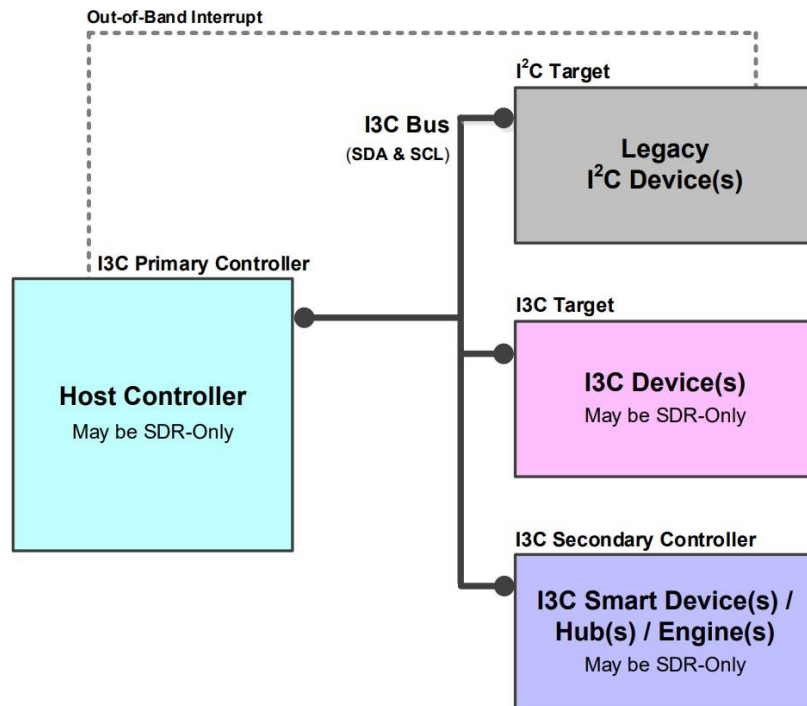 Out-of-Band Interrupt
I²C Target
I3C Bus
(SDA & SCL)
Legacy
I²C Device(s)
I3C Primary Controller
Host Controller
May be SDR-Only
I3C Target
I3C Device(s)
May be SDR-Only
I3C Secondary Controller
I3C Smart Device(s) /
Hub(s) / Engine(s)
May be SDR-Only